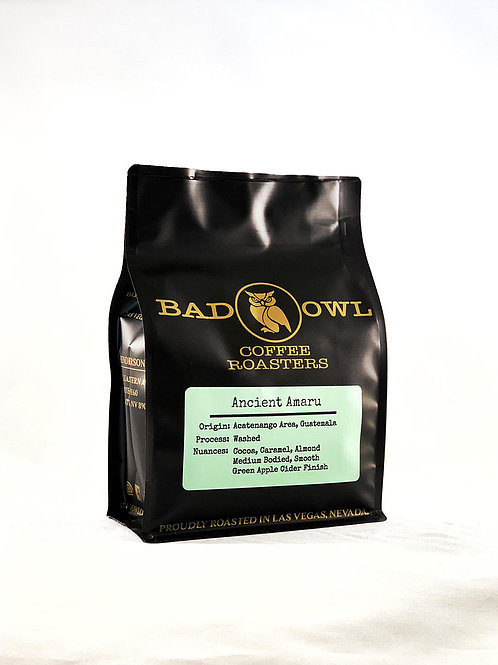 BAD OWL
COFFEE
ROASTERS
Ancient Amaru
Origin: Acatenango Area, Guatemala
Process: Washed
Nuances: Cocoa, Caramel, Almond
Medium Bodied, Smooth
Green Apple Cider Finish
PROUDLY ROASTED IN LAS VEGAS, NEVADA.